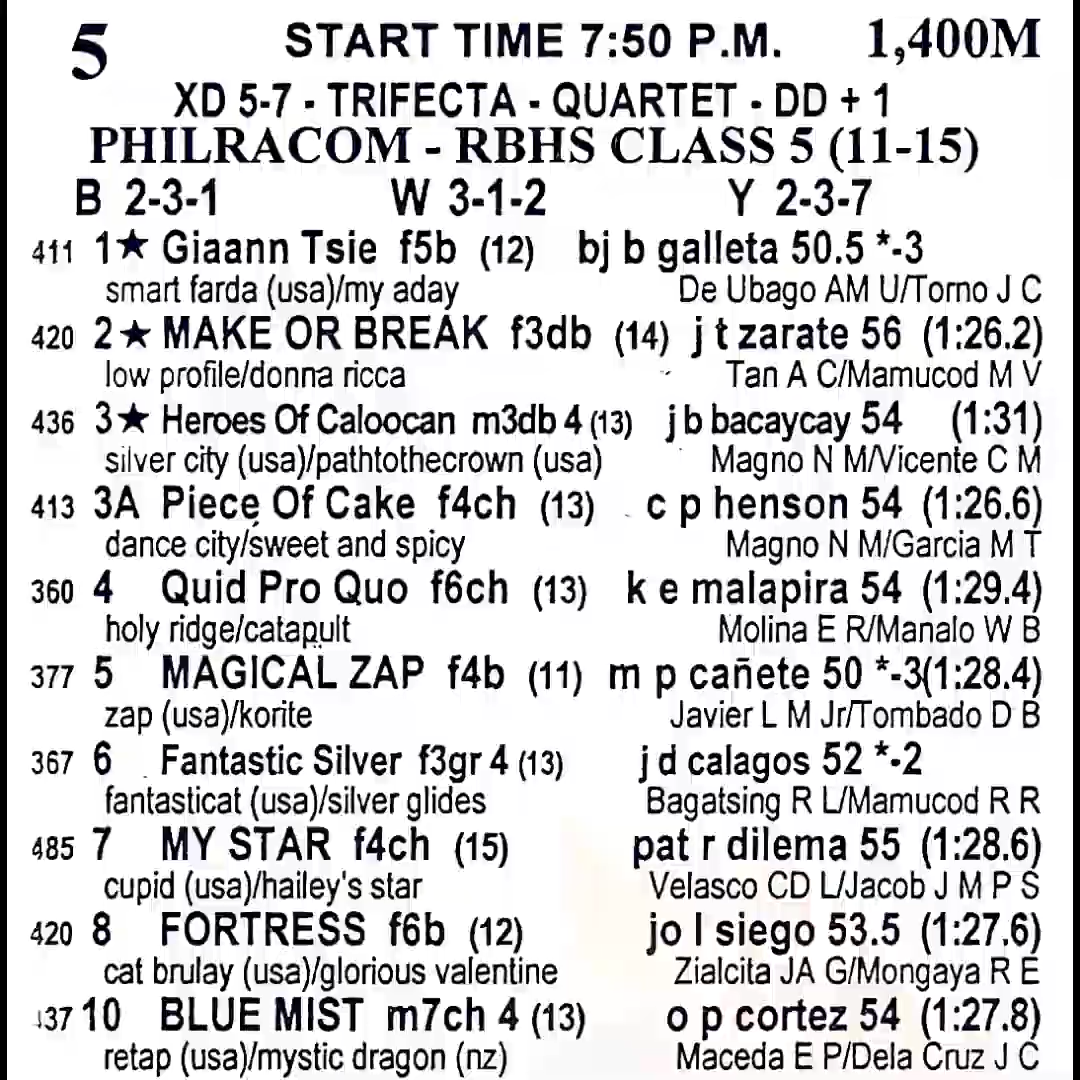 5 START TIME 7:50 P.M. 1,400M
XD 5-7 - TRIFECTA - QUARTET - DD + 1
PHILRACOM - RBHS CLASS 5 (11-15)
B 2-3-1 W 3-1-2 Y 2-3-7
411 1★ Giaann Tsie f5b (12) bj b galleta 50.5 *-3
smart farda (usa)/my aday De Ubago AM U/Torno J C
420 2★ MAKE OR BREAK f3db (14) j t zarate 56 (1:26.2)
low profile/donna ricca Tan A C/Mamucod M V
436 3★ Heroes Of Caloocan m3db 4 (13) j b bacaycay 54 (1:31)
silver city (usa)/pathtothecrown (usa) Magno N M/Vicente C M
413 3A Piece Of Cake f4ch (13) c p henson 54 (1:26.6)
dance city/sweet and spicy Magno N M/Garcia M T
360 4 Quid Pro Quo f6ch (13) k e malapira 54 (1:29.4)
holy ridge/catapult Molina E R/Manalo W B
377 5 MAGICAL ZAP f4b (11) m p cañete 50 *-3(1:28.4)
zap (usa)/korite Javier L M Jr/Tombado D B
367 6 Fantastic Silver f3gr 4 (13) j d calagos 52 *-2
fantasticat (usa)/silver glides Bagatsing R L/Mamucod R R
485 7 MY STAR f4ch (15) pat r dilema 55 (1:28.6)
cupid (usa)/hailey's star Velasco CD L/Jacob J M P S
420 8 FORTRESS f6b (12) jo l siego 53.5 (1:27.6)
cat brulay (usa)/glorious valentine Zialcita JA G/Mongaya R E
37 10 BLUE MIST m7ch 4 (13) o p cortez 54 (1:27.8)
retap (usa)/mystic dragon (nz) Maceda E P/Dela Cruz J C